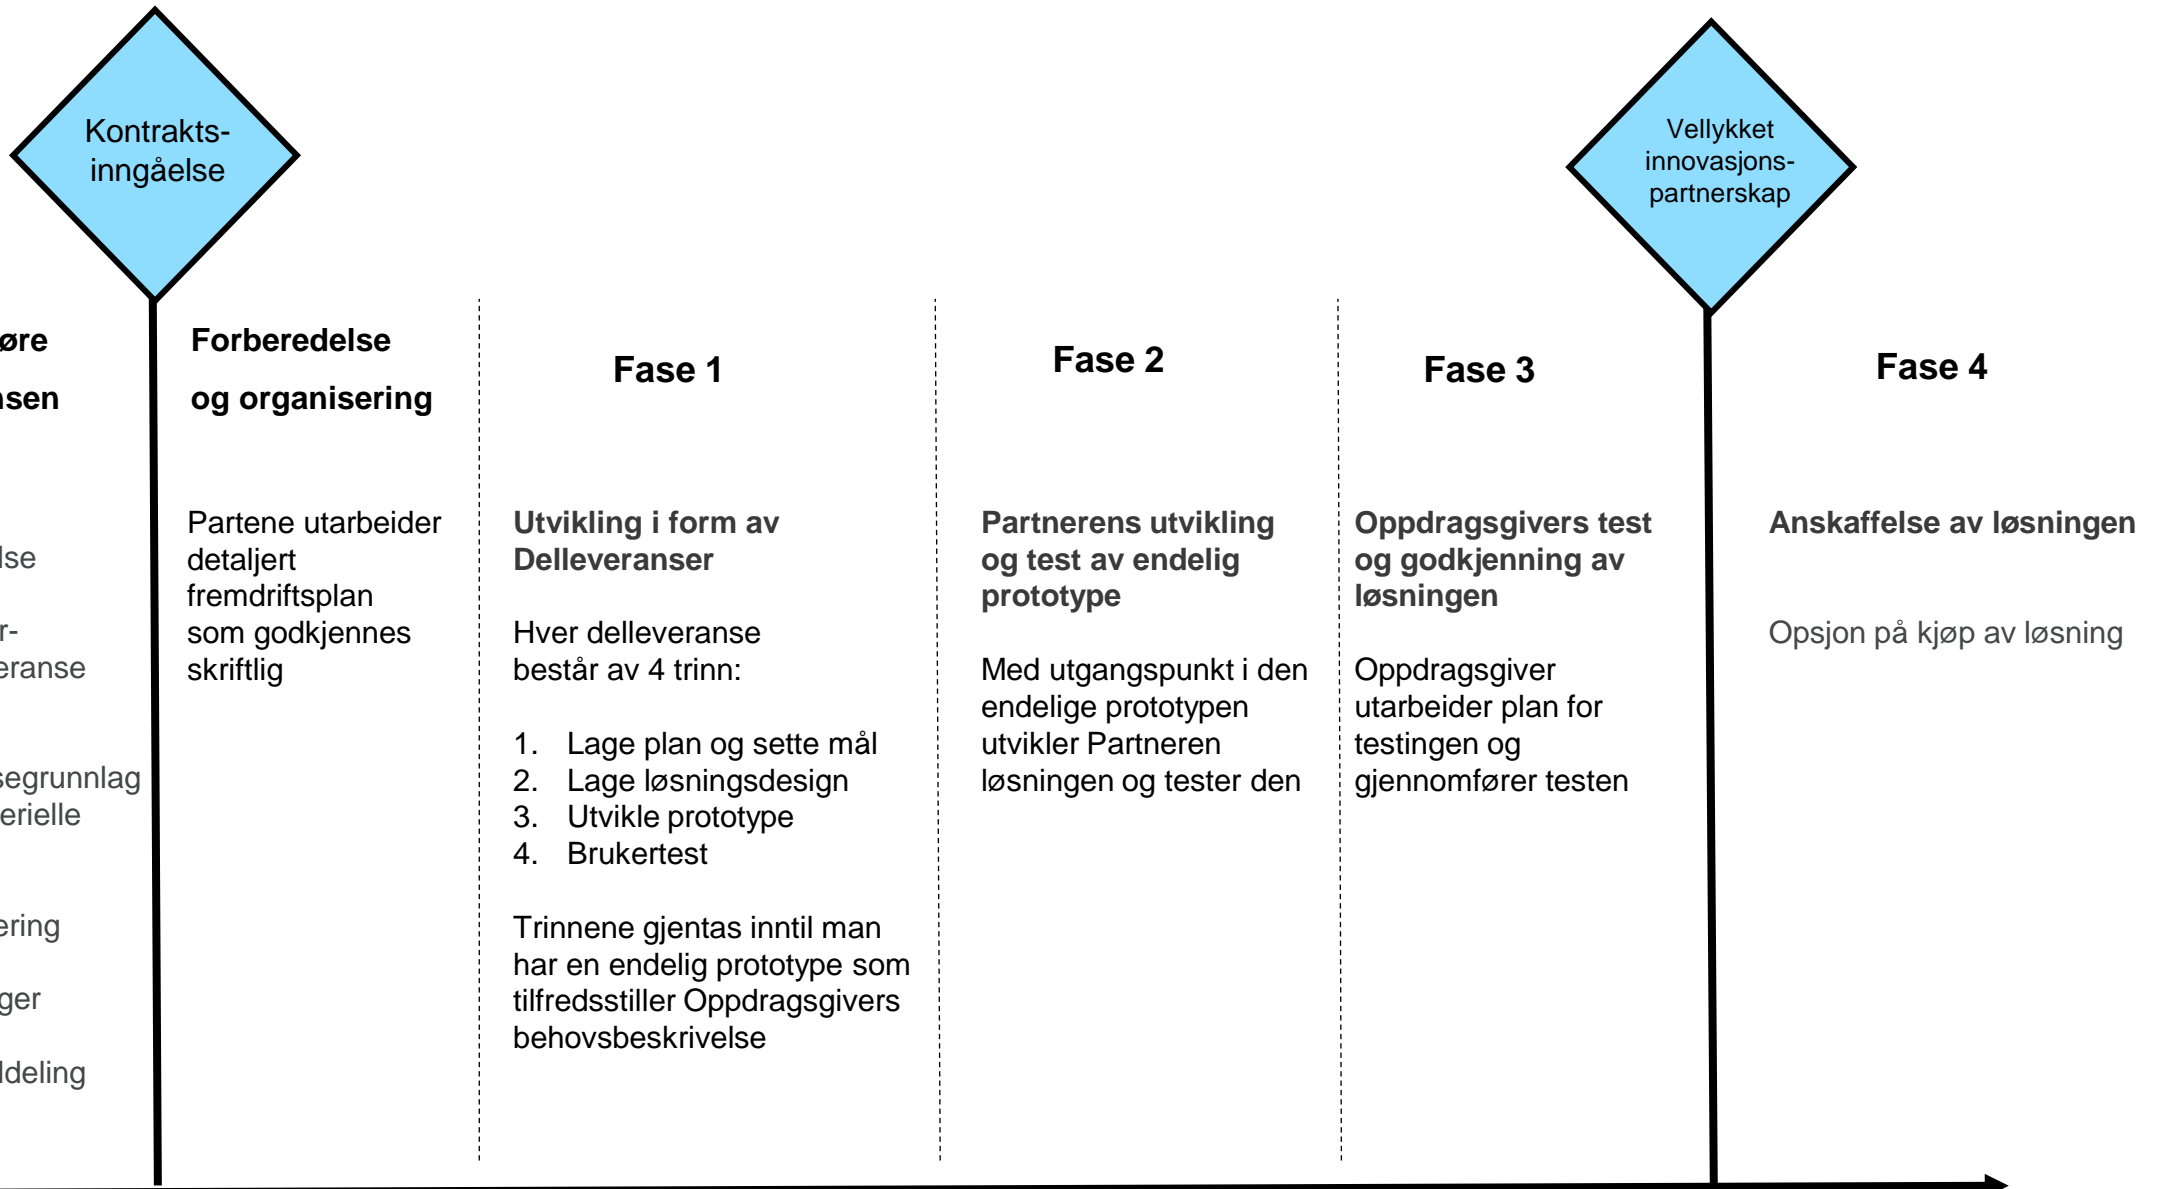 Kontrakts-
inngåelse
Vellykket
innovasjons-
partnerskap
øre
nsen
lse
r-
eranse
segrunnlag
erielle
ering
ger
ldeling
Forberedelse
og organisering
Partene utarbeider
detaljert
fremdriftsplan
som godkjennes
skriftlig
Fase 1
Utvikling i form av
Delleveranser
Hver delleveranse
består av 4 trinn:
1. Lage plan og sette mål
2. Lage løsningsdesign
3. Utvikle prototype
4. Brukertest
Trinnene gjentas inntil man
har en endelig prototype som
tilfredsstiller Oppdragsgivers
behovsbeskrivelse
Fase 2
Partnerens utvikling
og test av endelig
prototype
Med utgangspunkt i den
endelige prototypen
utvikler Partneren
løsningen og tester den
Fase 3
Oppdragsgivers test
og godkjenning av
løsningen
Oppdragsgiver
utarbeider plan for
testingen og
gjennomfører testen
Fase 4
Anskaffelse av løsningen
Opsjon på kjøp av løsning